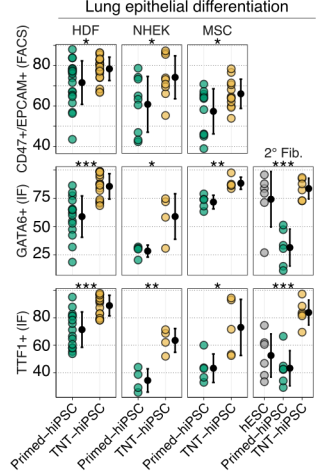 Lung epithelial differentiation
HDF NHEK MSC
* * *
CD47+/EPCAM+ (FACS)
80
60
40
2° Fib.
*** * ** ***
GATA6+ (IF)
75
50
25
*** ** * ***
TTF1+ (IF)
80
60
40
Primed–hiPSC
TNT–hiPSC
Primed–hiPSC
TNT–hiPSC
Primed–hiPSC
TNT–hiPSC
hESC
Primed–hiPSC
TNT–hiPSC